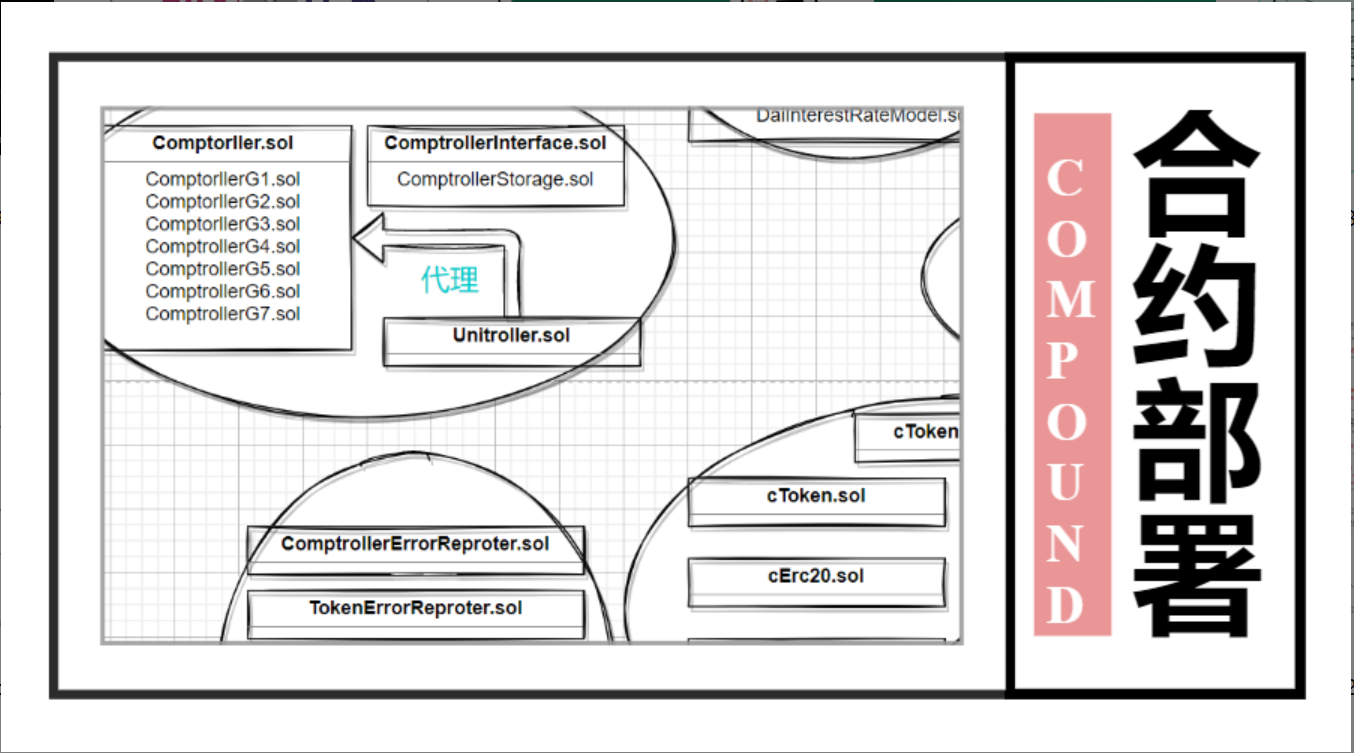 Comptorller.sol
ComptorllerG1.sol
ComptorllerG2.sol
ComptrollerG3.sol
ComptrollerG4.sol
ComptrollerG5.sol
ComptrollerG6.sol
ComptrollerG7.sol
ComptrollerInterface.sol
ComptrollerStorage.sol
代理
Unitroller.sol
DaiInterestRateModel.so
ComptrollerErrorReproter.sol
TokenErrorReproter.sol
cToken
cToken.sol
cErc20.sol
COMPOUND
合约部署